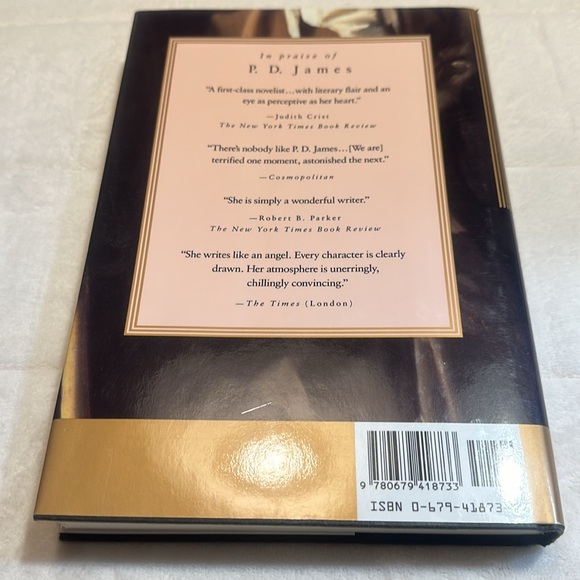 In praise of
P. D. James
"A first-class novelist...with literary flair and an
eye as perceptive as her heart."
—Judith Crist
The New York Times Book Review
"There's nobody like P. D. James...[We are]
terrified one moment, astonished the next."
—Cosmopolitan
"She is simply a wonderful writer."
—Robert B. Parker
The New York Times Book Review
"She writes like an angel. Every character is clearly
drawn. Her atmosphere is unerringly,
chillingly convincing."
—The Times (London)
9 780679 418733
ISBN 0-679-41873-